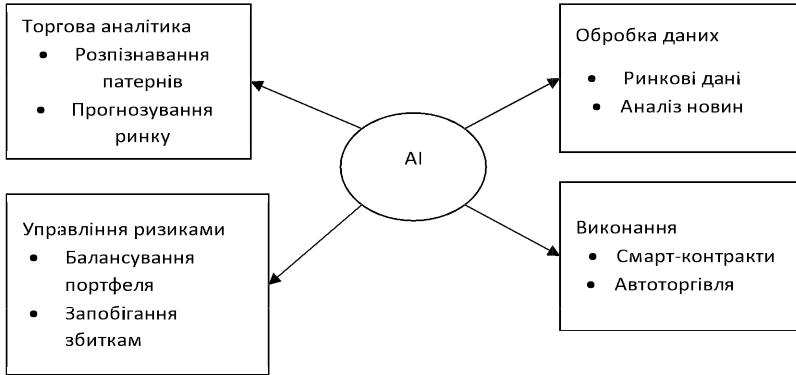 Торгова аналітика
• Розпізнавання
патернів
• Прогнозування
ринку
Обробка даних
• Ринкові дані
• Аналіз новин
АІ
Управління ризиками
• Балансування
портфеля
• Запобігання
збиткам
Виконання
• Смарт-контракти
• Автоторгівля